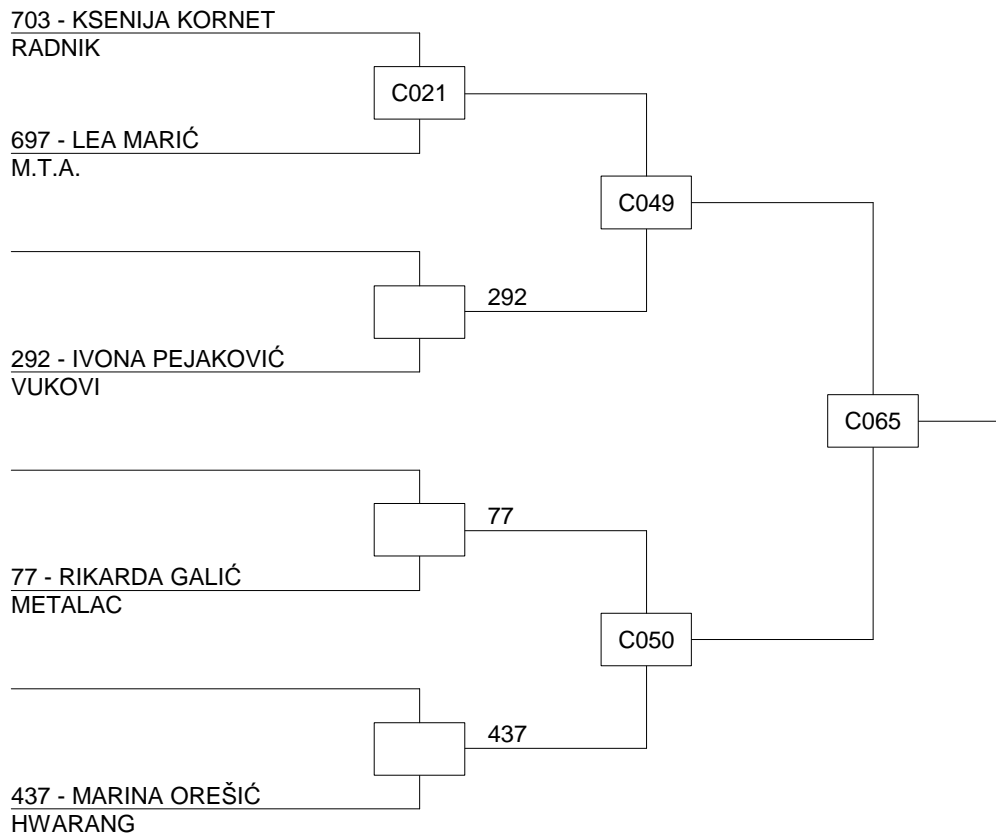 703 - KSENIJA KORNET
RADNIK
C021
697 - LEA MARIĆ
M.T.A.
C049
292
292 - IVONA PEJAKOVIĆ
VUKOVI
C065
77
77 - RIKARDA GALIĆ
METALAC
C050
437
437 - MARINA OREŠIĆ
HWARANG